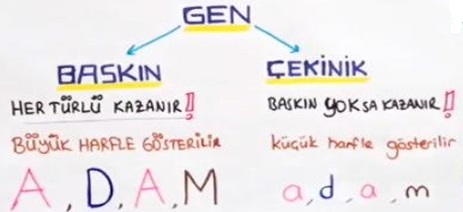 GEN
BASKIN
HER TÜRLÜ KAZANIR!
BÜYÜK HARFLE GÖSTERİLİR
A, D, A, M
ÇEKİNİK
BASKIN YOKSA KAZANIR!
küçük harfle gösterilir
a, d, a, m